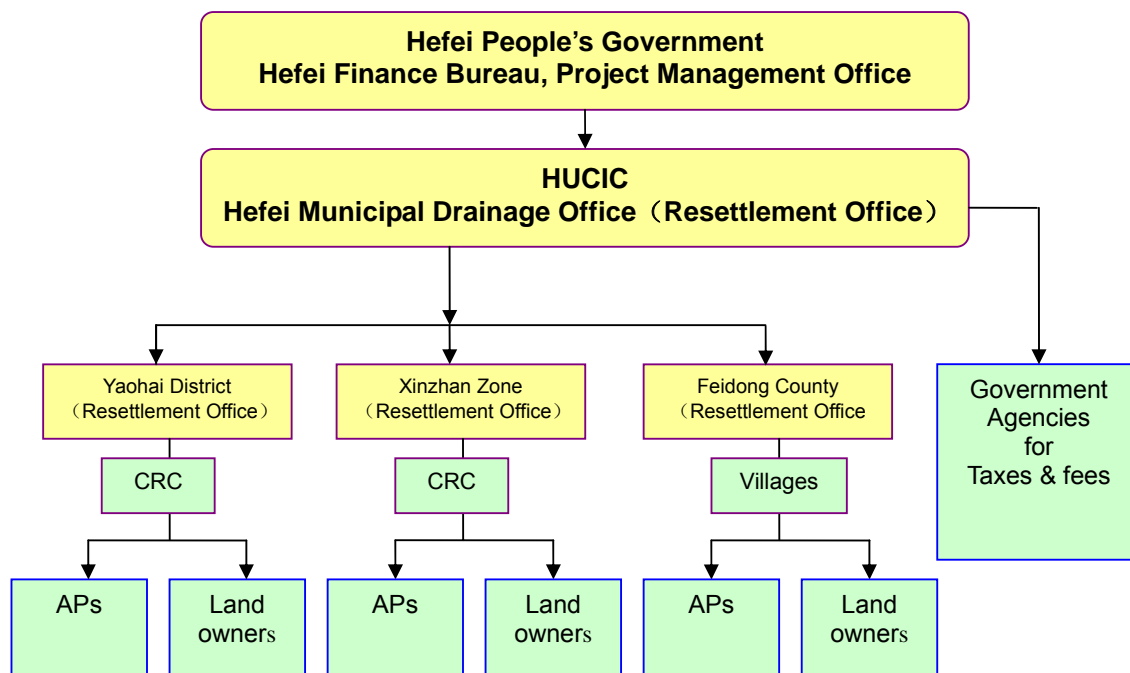 Hefei People’s Government
Hefei Finance Bureau, Project Management Office
HUCIC
Hefei Municipal Drainage Office（Resettlement Office）
Yaohai District
（Resettlement Office）
Xinzhan Zone
（Resettlement Office）
Feidong County
（Resettlement Office
Government
Agencies
for
Taxes & fees
CRC
CRC
Villages
APs
Land
owners
APs
Land
owners
APs
Land
owners